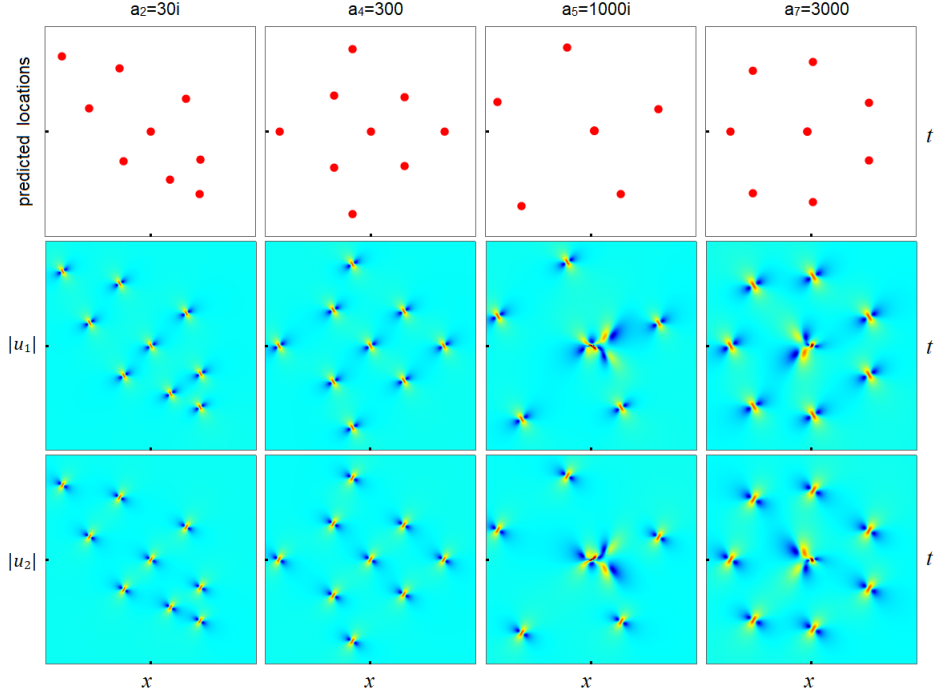 a₂=30i a₄=300 a₅=1000i a₇=3000
predicted locations
t
|u₁|
t
|u₂|
t
x x x x